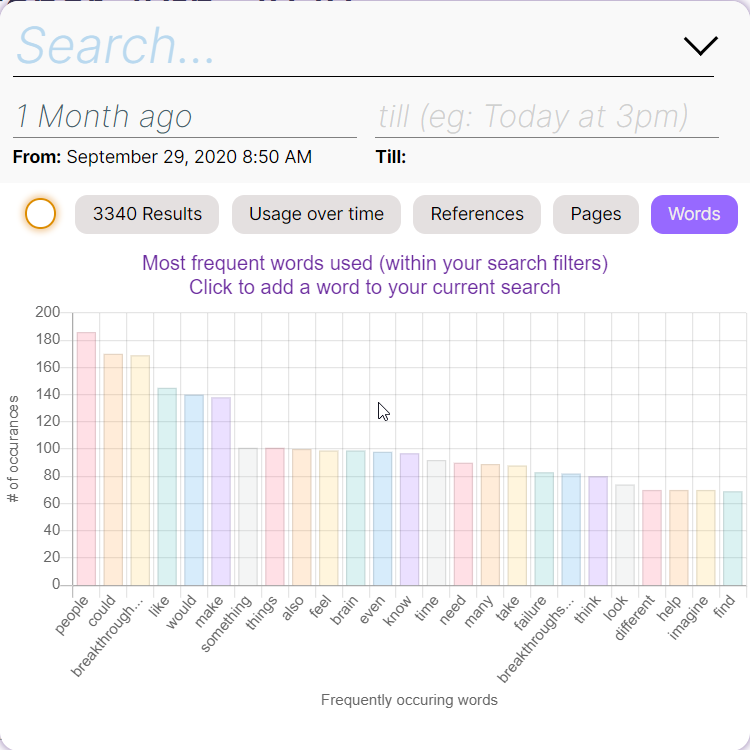 Search...
1 Month ago
till (eg: Today at 3pm)
From: September 29, 2020 8:50 AM
Till:
3340 Results
Usage over time
References
Pages
Words
Most frequent words used (within your search filters)
Click to add a word to your current search
# of occurances
200
180
160
140
120
100
80
60
40
20
0
people
could
breakthrough...
like
would
make
something
things
also
feel
brain
even
know
time
need
many
take
failure
breakthroughs...
think
look
different
help
imagine
find
Frequently occuring words